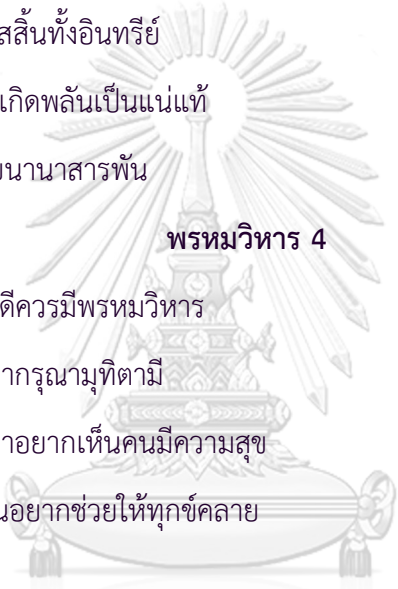 สสิ้นทั้งอินทรีย์
เกิดพลันเป็นแน่แท้
มนานาสารพัน
พรหมวิหาร 4
ดีควรมีพรหมวิหาร
ากรุณามุทิตามี
าอยากเห็นคนมีความสุข
นอยากช่วยให้ทุกข์คลาย